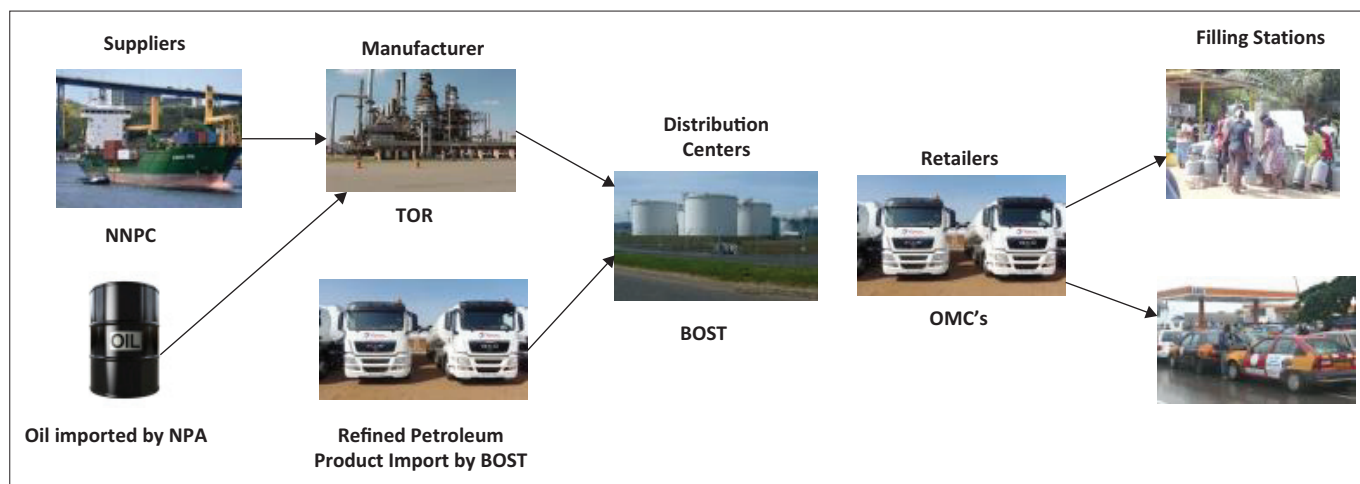 Suppliers
NNPC
OIL
Oil imported by NPA
Manufacturer
TOR
Refined Petroleum
Product Import by BOST
Distribution
Centers
BOST
Retailers
OMC's
Filling Stations